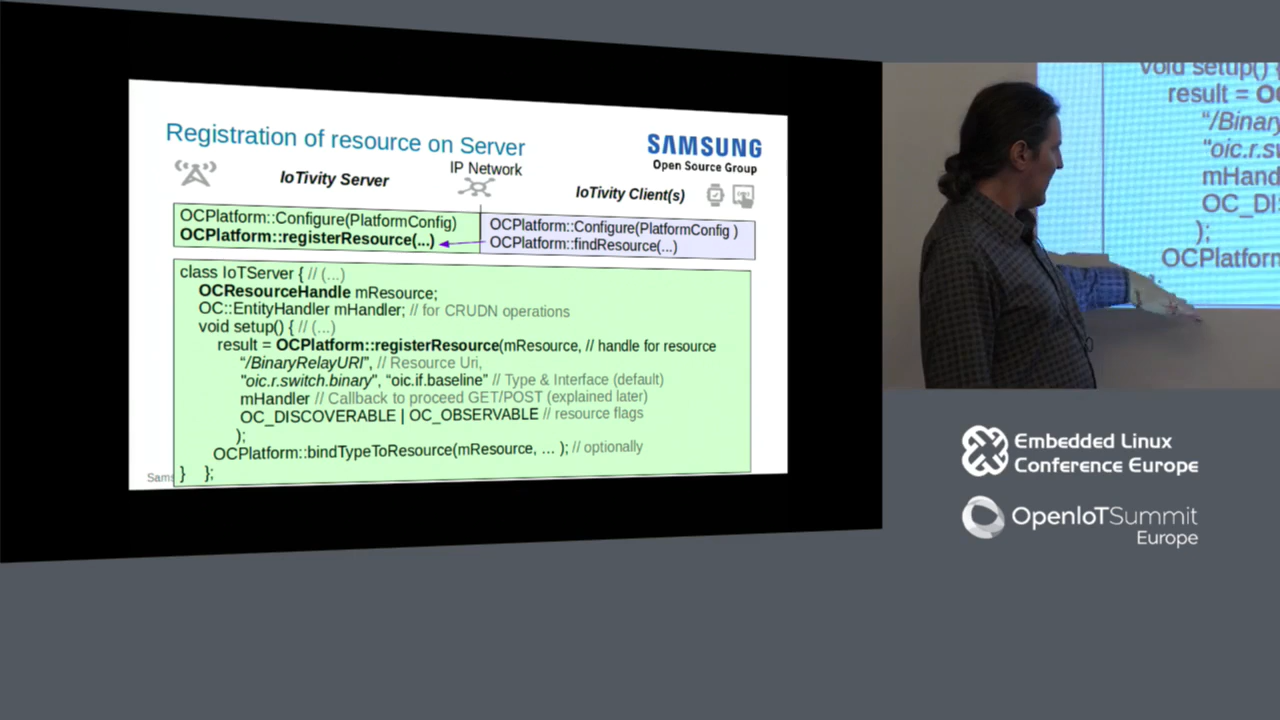 Registration of resource on Server
SAMSUNG
Open Source Group
IoTivity Server
IP Network
IoTivity Client(s)
OCPlatform::Configure(PlatformConfig)
OCPlatform::registerResource(...)
OCPlatform::Configure(PlatformConfig )
OCPlatform::findResource(...)
class IoTServer { // (...)
OCResourceHandle mResource;
OC::EntityHandler mHandler; // for CRUDN operations
void setup() { // (...)
result = OCPlatform::registerResource(mResource, // handle for resource
“/BinaryRelayURI”, // Resource Uri,
"oic.r.switch.binary", “oic.if.baseline” // Type & Interface (default)
mHandler // Callback to proceed GET/POST (explained later)
OC_DISCOVERABLE | OC_OBSERVABLE // resource flags
);
OCPlatform::bindTypeToResource(mResource, ... ); // optionally
} };
Sams
void setup() {
result = OC
“/Binary
"oic.r.sw
mHand
OC_DIS
);
OCPlatform
Embedded Linux
Conference Europe
OpenIoTSummit
Europe